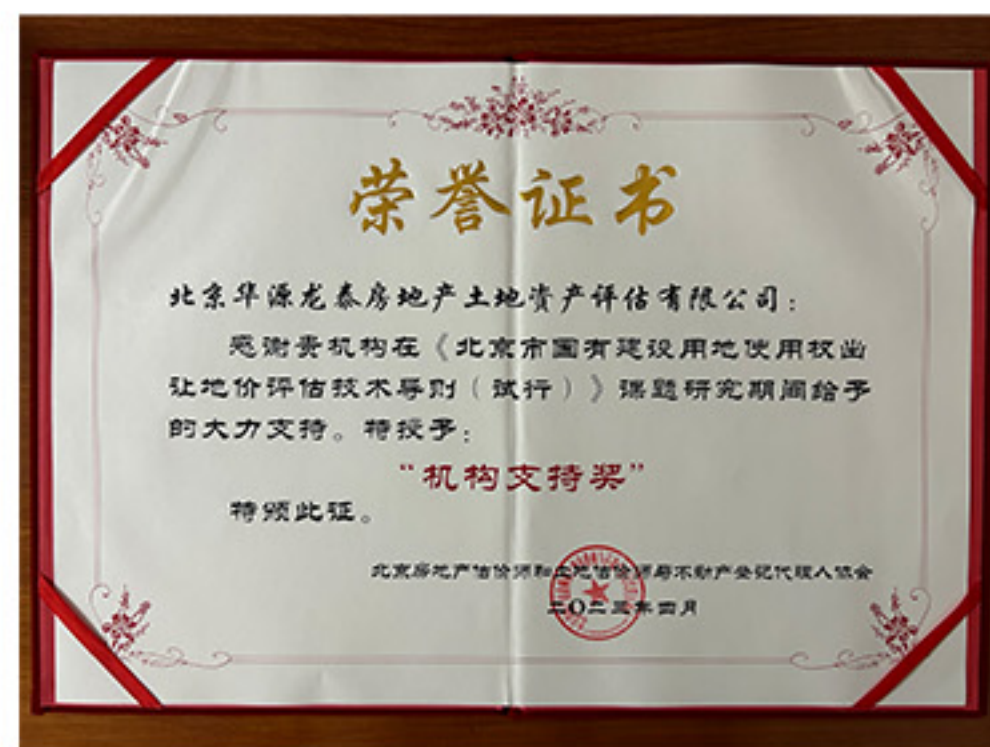 荣誉证书
北京华源龙泰房地产土地资产评估有限公司：
感谢贵机构在《北京市国有建设用地使用权出
让地价评估技术导则（试行）》课题研究期间给予
的大力支持。特授予：
“机构支持奖”
特颁此证。
北京房地产估价师和土地估价师与不动产登记代理人协会
二〇二三年四月